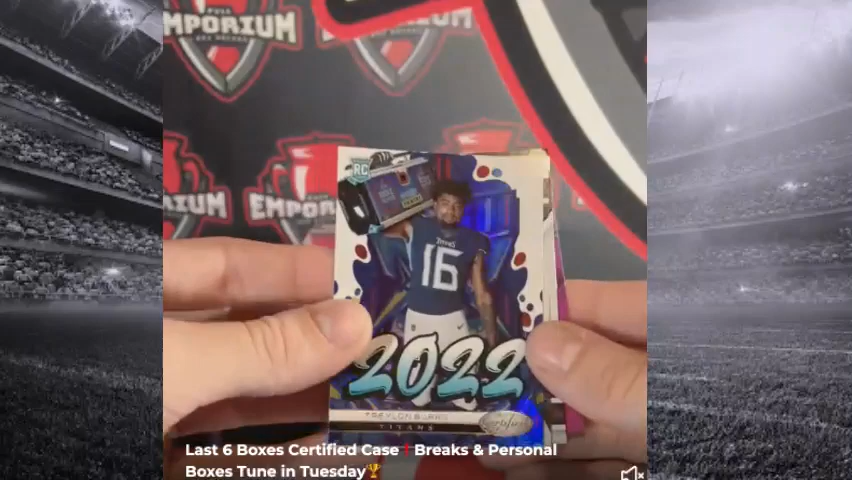 EMPORIUM
EMPORIUM
EMPORIUM
RC
TITANS
16
2022
TREYLON BURKS
TITANS
Certified
Last 6 Boxes Certified Case❗Breaks & Personal
Boxes Tune in Tuesday🏆